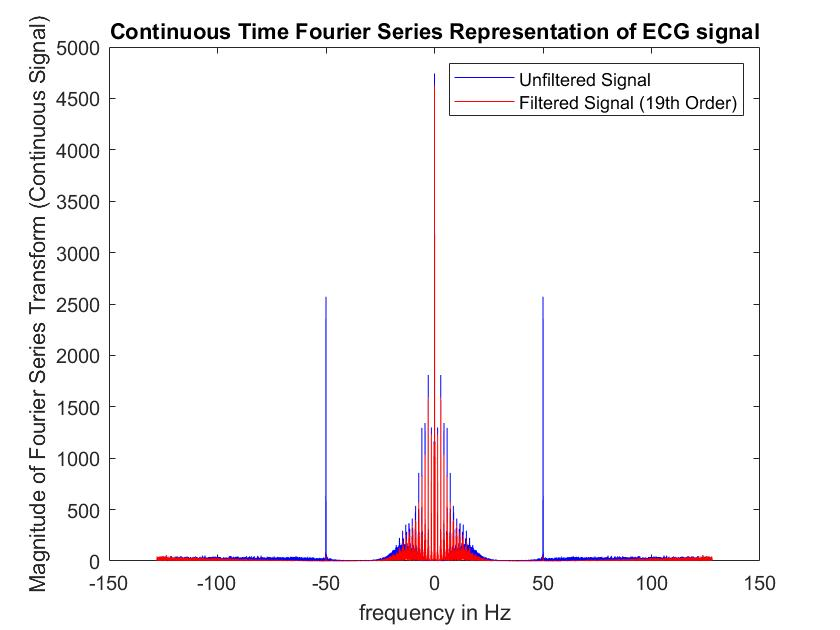 Continuous Time Fourier Series Representation of ECG signal
Magnitude of Fourier Series Transform (Continuous Signal)
5000
4500
4000
3500
3000
2500
2000
1500
1000
500
0
Unfiltered Signal
Filtered Signal (19th Order)
-150 -100 -50 0 50 100 150
frequency in Hz